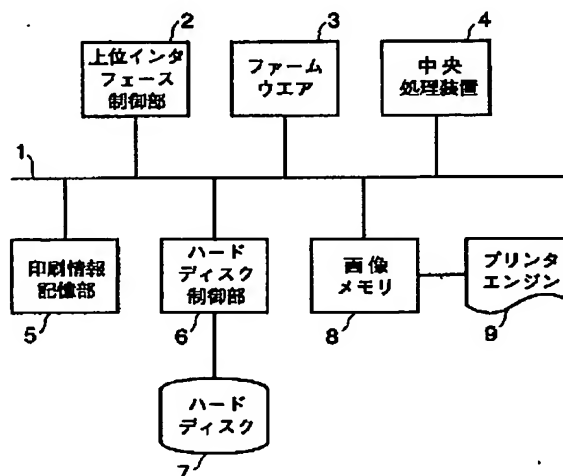 2
3
4
上位インタ
フェース
制御部
ファーム
ウエア
中央
処理装置
1
印刷情報
記憶部
ハード
ディスク
制御部
画像
メモリ
プリンタ
エンジン
5
6
8
9
ハード
ディスク
7